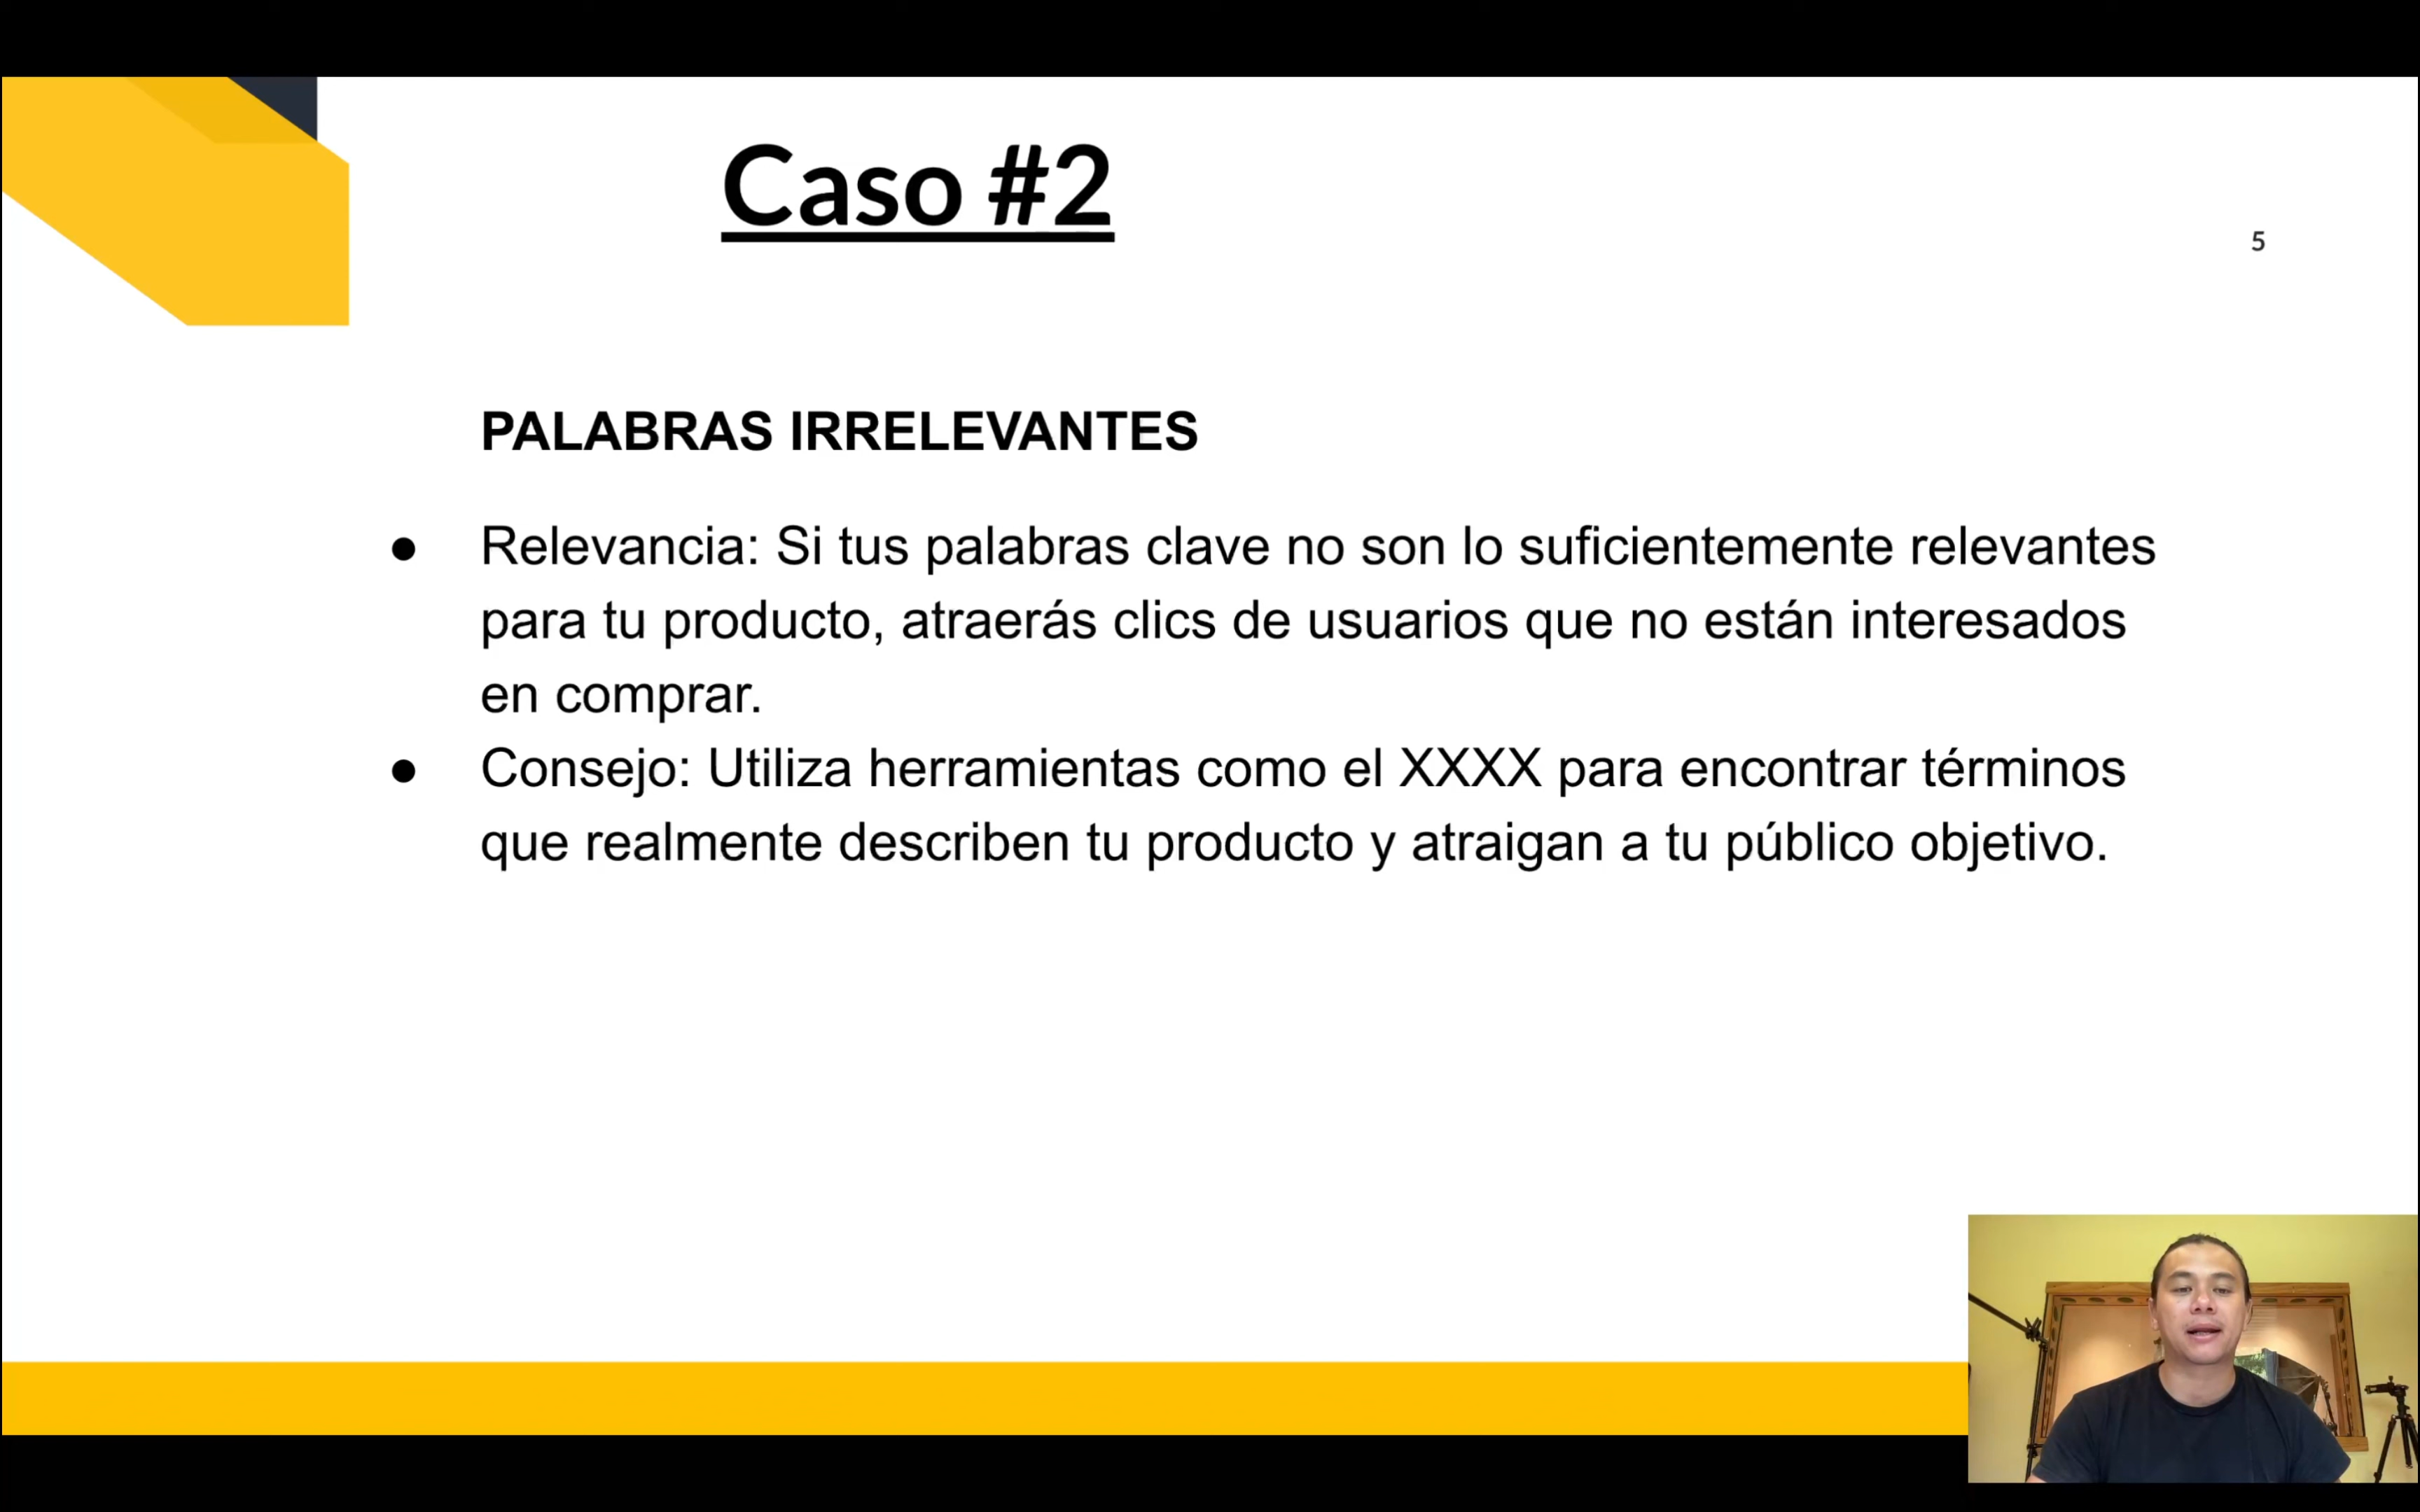 Caso #2
5
PALABRAS IRRELEVANTES
● Relevancia: Si tus palabras clave no son lo suficientemente relevantes
para tu producto, atraerás clics de usuarios que no están interesados
en comprar.
● Consejo: Utiliza herramientas como el XXXX para encontrar términos
que realmente describen tu producto y atraigan a tu público objetivo.